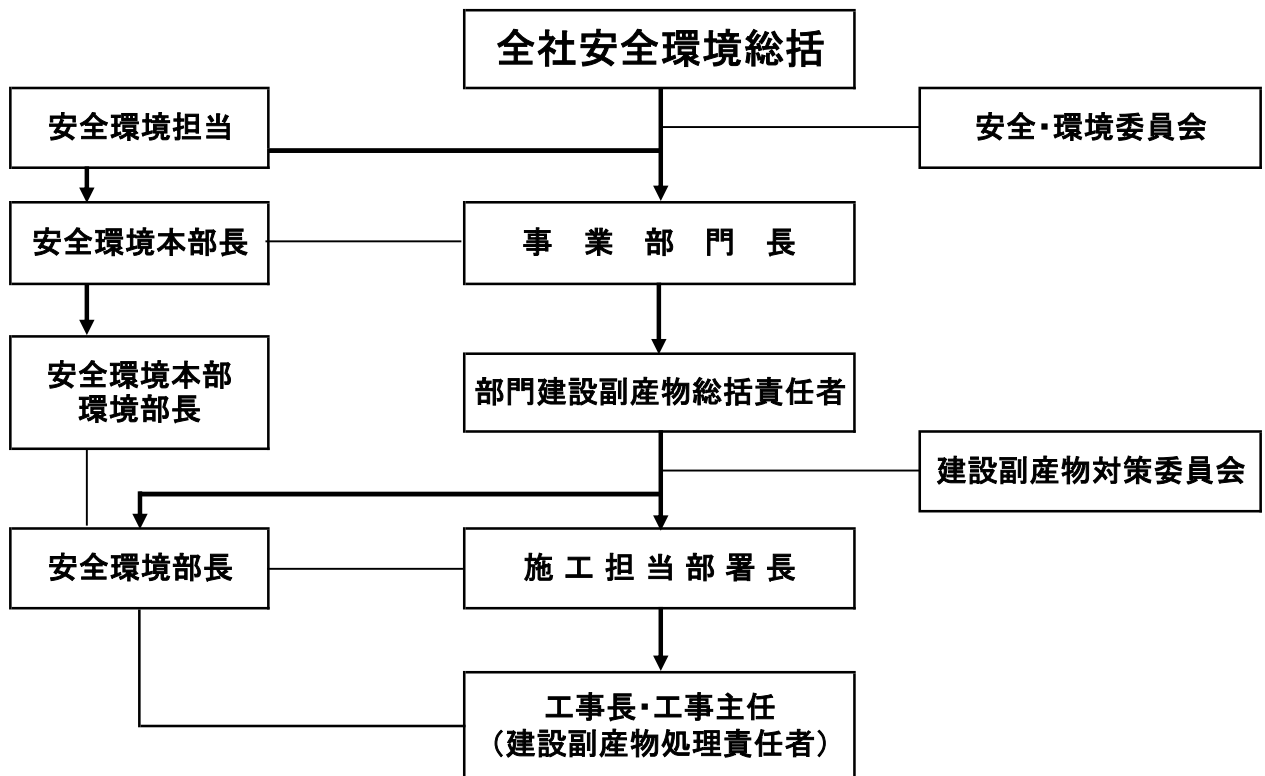 全社安全環境総括
安全環境担当
安全・環境委員会
安全環境本部長
事業部門長
安全環境本部
環境部長
部門建設副産物総括責任者
建設副産物対策委員会
安全環境部長
施工担当部署長
工事長・工事主任
（建設副産物処理責任者）